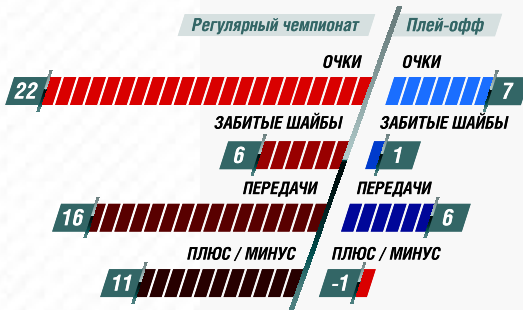 Регулярный чемпионат Плей-офф
ОЧКИ ОЧКИ
22 7
ЗАБИТЫЕ ШАЙБЫ ЗАБИТЫЕ ШАЙБЫ
6 1
ПЕРЕДАЧИ ПЕРЕДАЧИ
16 6
ПЛЮС / МИНУС ПЛЮС / МИНУС
11 -1